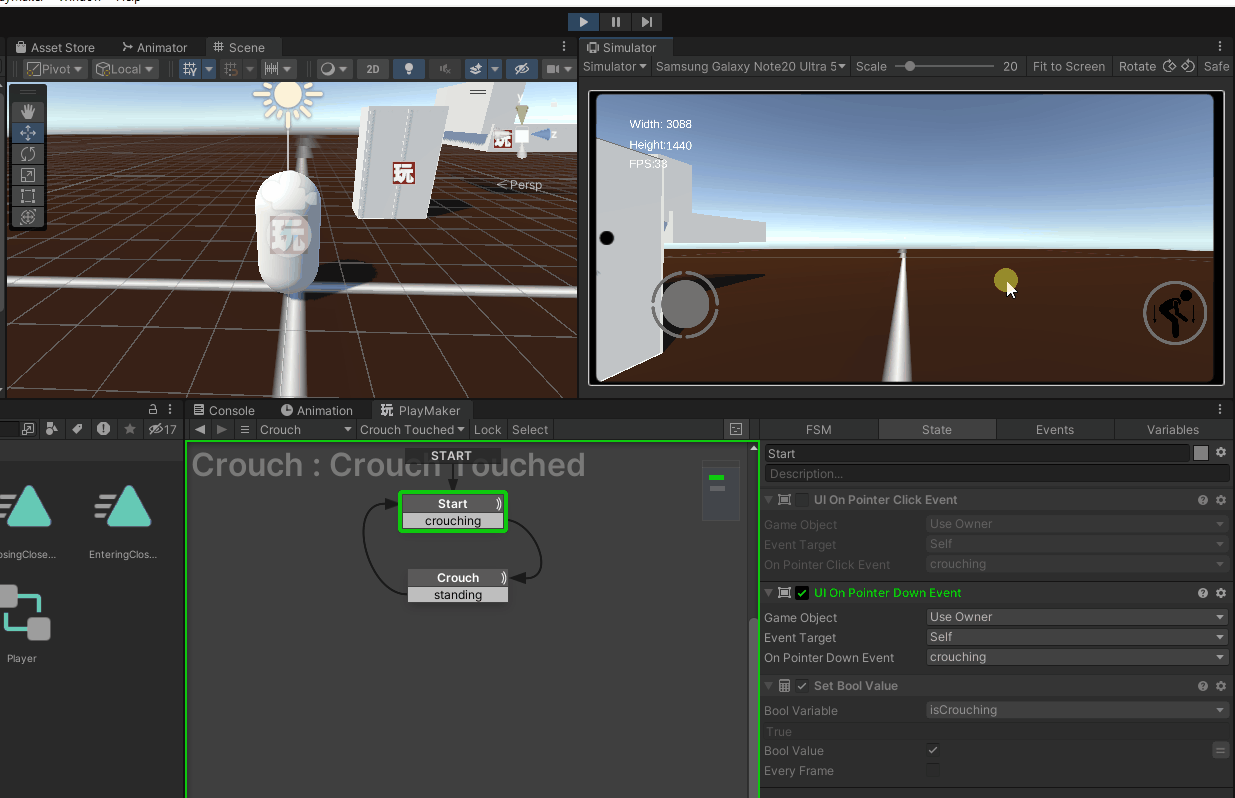 Asset Store
Animator
Scene
Simulator
Pivot
Local
2D
Simulator
Samsung Galaxy Note20 Ultra 5
Scale
20
Fit to Screen
Rotate
Safe
Width: 3088
Height:1440
FPS:38
y
z
Persp
玩
玩
玩
Console
Animation
玩 PlayMaker
17
Crouch
Crouch Touched
Lock
Select
FSM
State
Events
Variables
Crouch : Crouch Touched
START
Start
crouching
Crouch
standing
EnteringClos...
Player
Start
Description...
UI On Pointer Click Event
Game Object
Use Owner
Event Target
Self
On Pointer Click Event
crouching
UI On Pointer Down Event
Game Object
Use Owner
Event Target
Self
On Pointer Down Event
crouching
Set Bool Value
Bool Variable
isCrouching
True
Bool Value
Every Frame